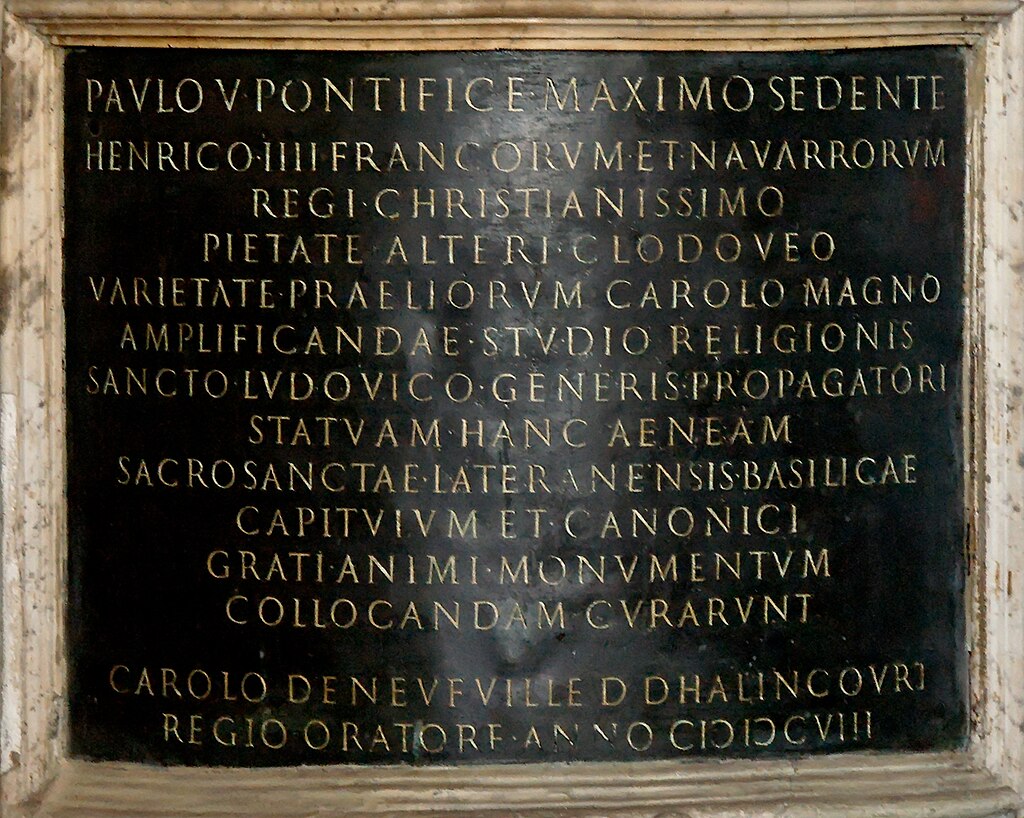 PAVLO V·PONTIFICE MAXIMO SEDENTE
HENRICO·IIII·FRANCORVM·ET·NAVARRORVM
REGI·CHRISTIANISSIMO
PIETATE ALTERI·CLODOVEO
VARIETATE·PRAELIORVM CAROLO MAGNO
AMPLIFICANDAE·STVDIO RELIGIONIS
SANCTO·LVDOVICO·GENERIS·PROPAGATORI
STATVAM·HANC AENEAM
SACROSANCTAE·LATERANENSIS·BASILICAE
CAPITVLVM ET·CANONICI
GRATI·ANIMI·MONVMENTVM
COLLOCANDAM·CVRARVNT
CAROLO DENEVFVILLE D DHALINCOVRT
REGIO·ORATORE·ANNO CIƆIƆCVIII